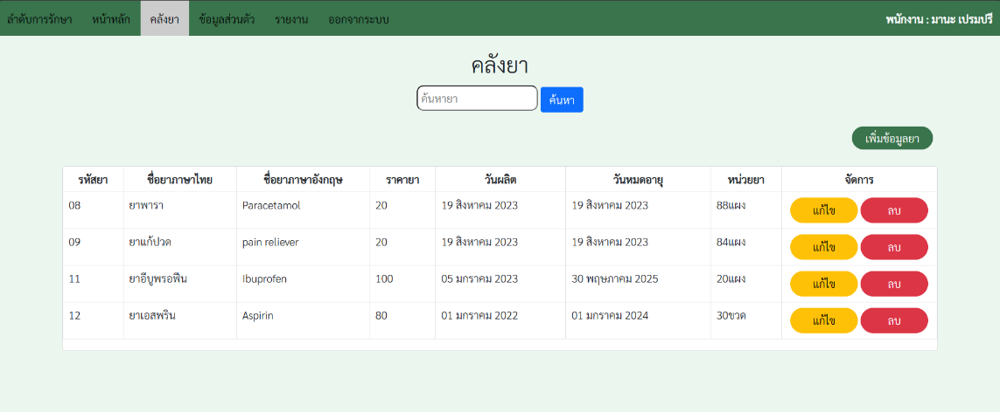 ลำดับการรักษา หน้าหลัก คลังยา ข้อมูลส่วนตัว รายงาน ออกจากระบบ พนักงาน : มานะ เปรมปรี
คลังยา
ค้นหายา ค้นหา
เพิ่มข้อมูลยา
รหัสยา ชื่อยาภาษาไทย ชื่อยาภาษาอังกฤษ ราคายา วันผลิต วันหมดอายุ หน่วยยา จัดการ
08 ยาพารา Paracetamol 20 19 สิงหาคม 2023 19 สิงหาคม 2023 88แผง แก้ไข ลบ
09 ยาแก้ปวด pain reliever 20 19 สิงหาคม 2023 19 สิงหาคม 2023 84แผง แก้ไข ลบ
11 ยาอีบูพรอฟีน Ibuprofen 100 05 มกราคม 2023 30 พฤษภาคม 2025 20แผง แก้ไข ลบ
12 ยาเอสพริน Aspirin 80 01 มกราคม 2022 01 มกราคม 2024 30ขวด แก้ไข ลบ